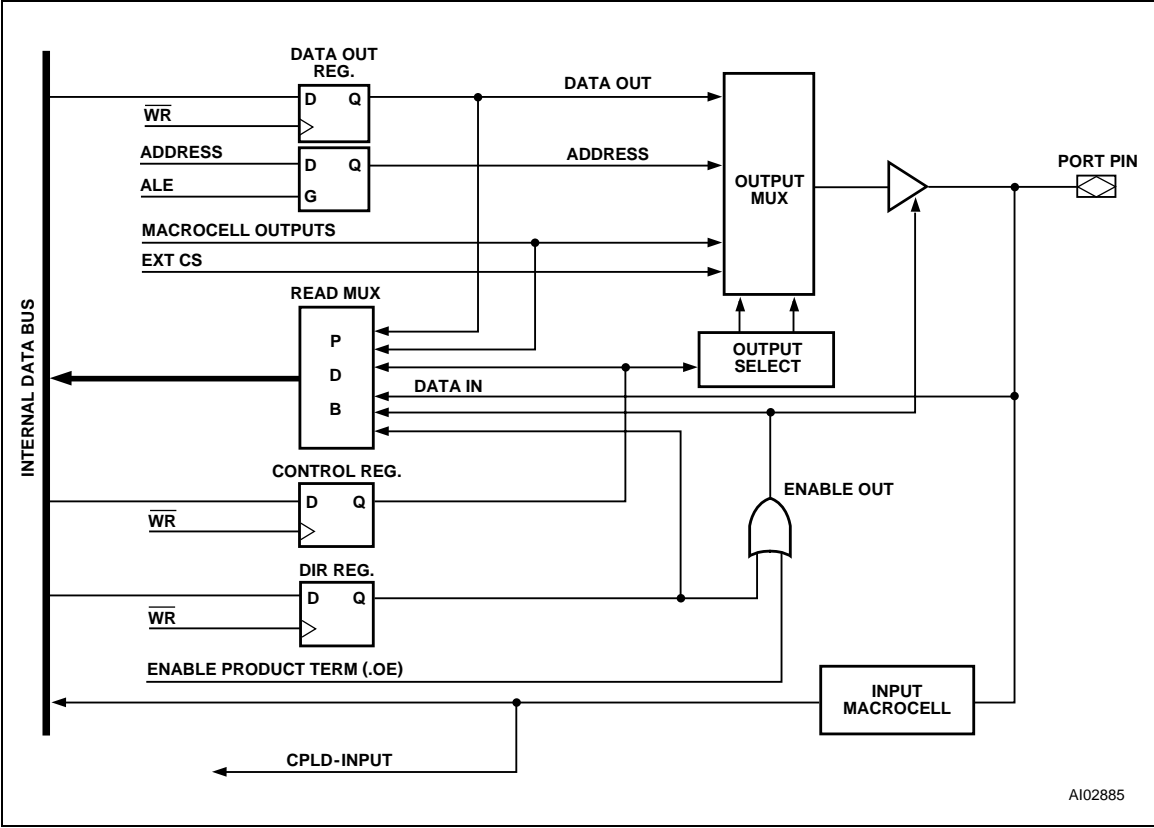 DATA OUT
REG.
D Q
DATA OUT
WR
ADDRESS
D Q
ADDRESS
ALE
G
OUTPUT
MUX
PORT PIN
MACROCELL OUTPUTS
EXT CS
READ MUX
P
D
B
OUTPUT
SELECT
DATA IN
INTERNAL DATA BUS
CONTROL REG.
D Q
WR
ENABLE OUT
DIR REG.
D Q
WR
ENABLE PRODUCT TERM (.OE)
INPUT
MACROCELL
CPLD-INPUT
AI02885